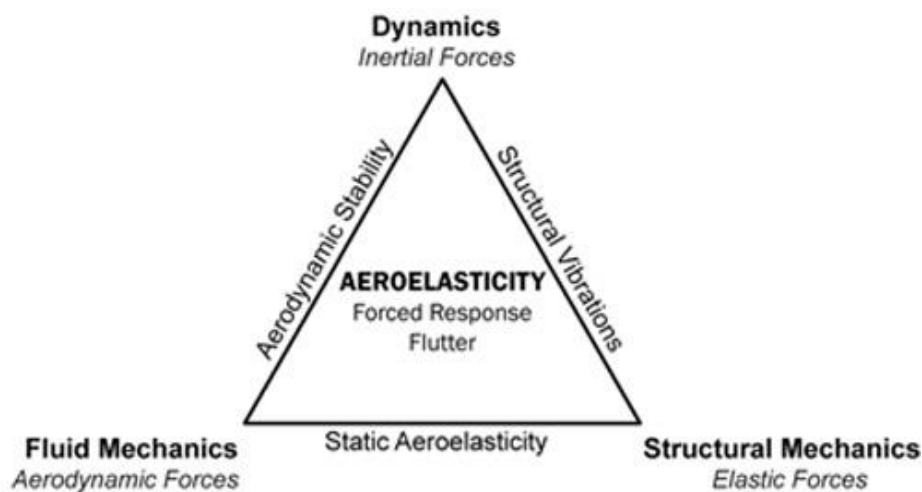 Dynamics
Inertial Forces
Aerodynamic Stability
Structural Vibrations
AEROELASTICITY
Forced Response
Flutter
Static Aeroelasticity
Fluid Mechanics
Aerodynamic Forces
Structural Mechanics
Elastic Forces